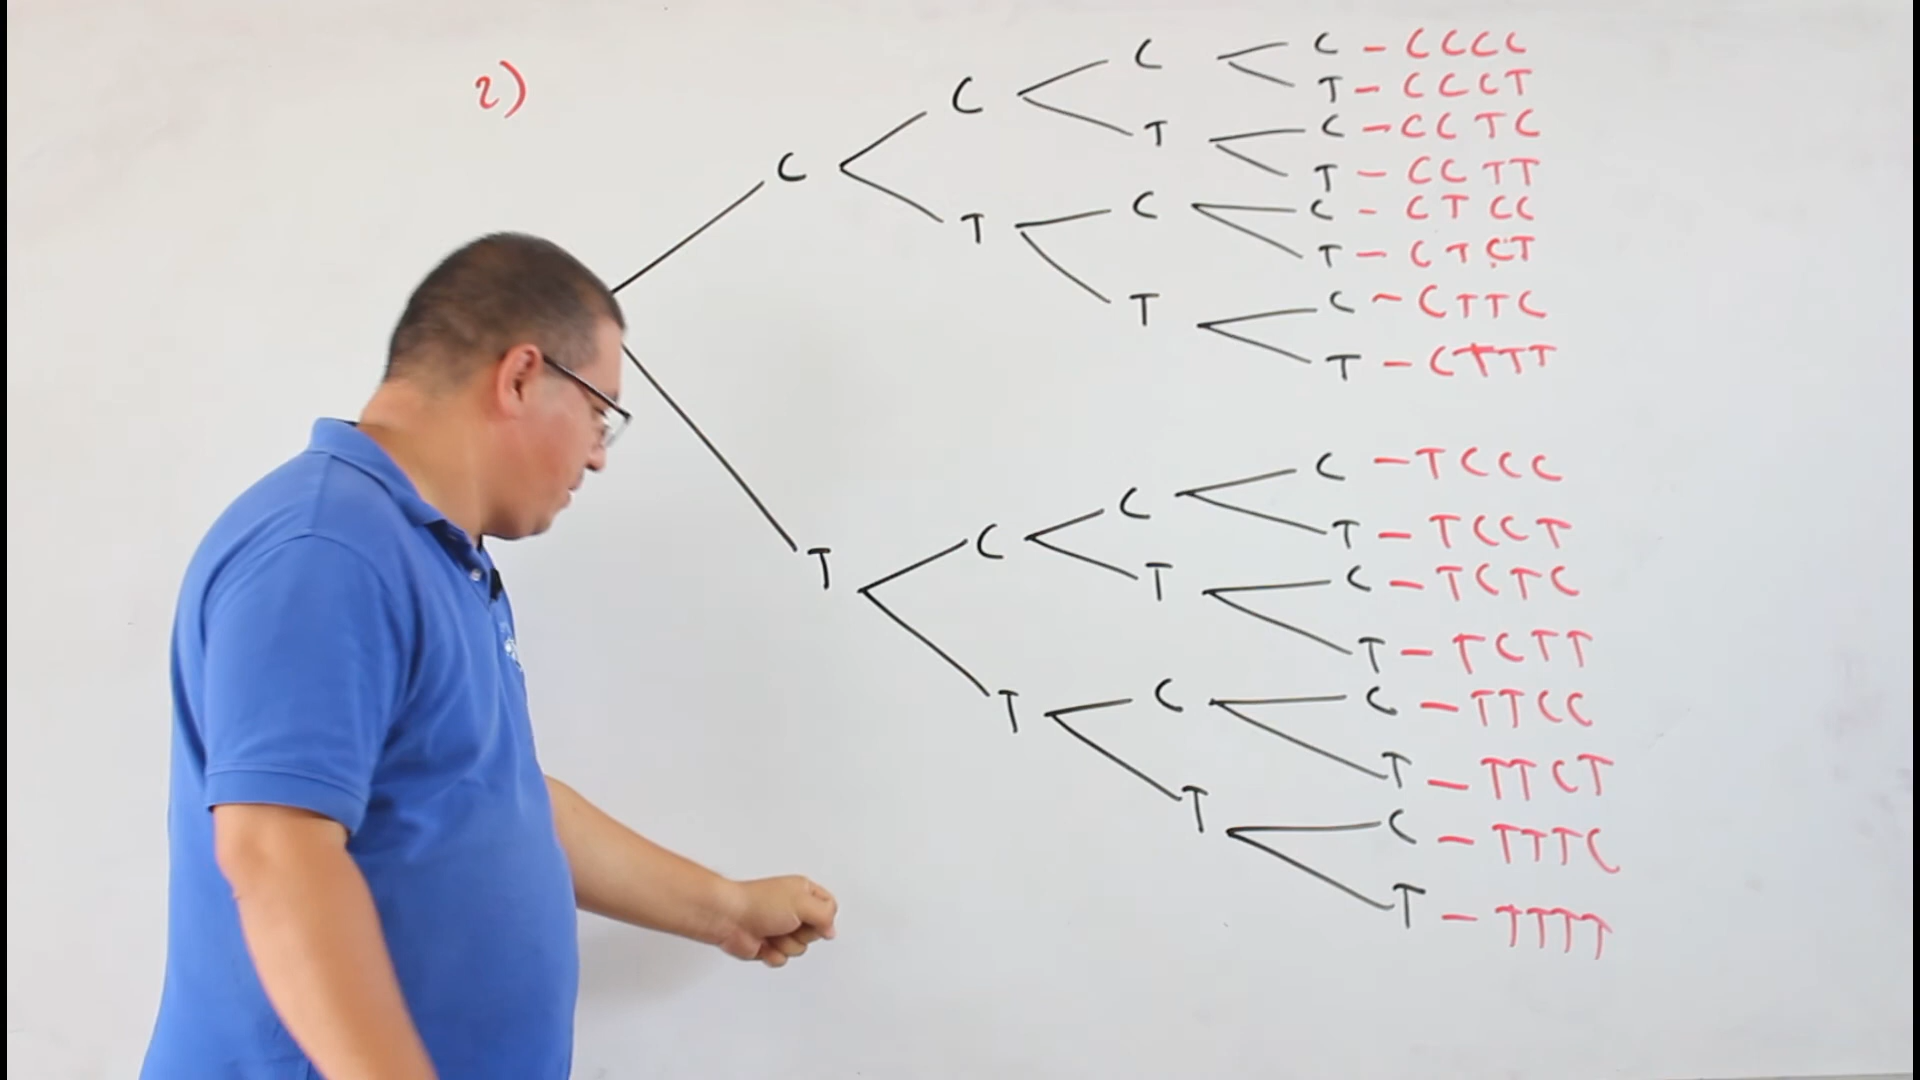 2)
C - CCCC
C
T - CCCT
C
C - CCTC
T
C
T - CCTT
C
C - CTCC
T
T - CTCT
C - CTTC
T
T - CTTT
C - TCCC
C
T - TCCT
C
T
C - TCTC
T
T - TCTT
C
C - TTCC
T
T - TTCT
T
C - TTTC
T - TTTT